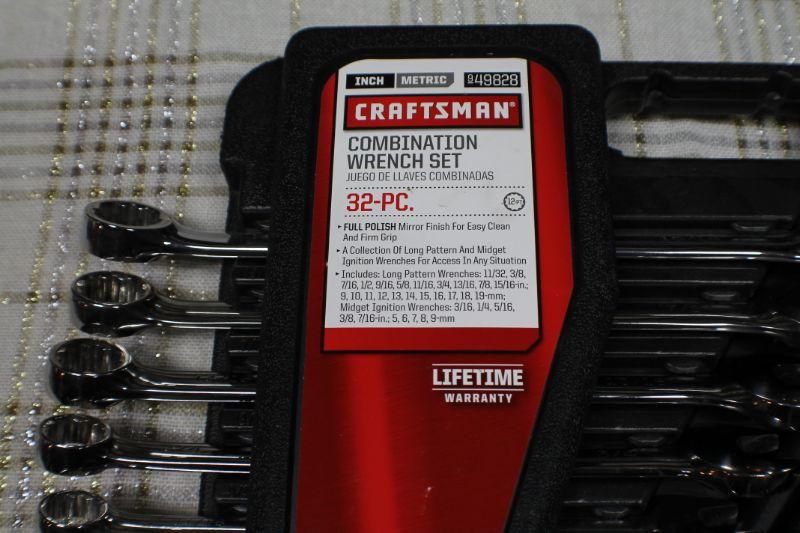 INCH METRIC 049828
CRAFTSMAN®
COMBINATION
WRENCH SET
JUEGO DE LLAVES COMBINADAS
32-PC.
12 PT
FULL POLISH Mirror Finish For Easy Clean
And Firm Grip
A Collection Of Long Pattern And Midget
Ignition Wrenches For Access In Any Situation
Includes: Long Pattern Wrenches: 11/32, 3/8,
7/16, 1/2, 9/16, 5/8, 11/16, 3/4, 13/16, 7/8, 15/16-in.;
9, 10, 11, 12, 13, 14, 15, 16, 17, 18, 19-mm;
Midget Ignition Wrenches: 3/16, 1/4, 5/16,
3/8, 7/16-in.; 5, 6, 7, 8, 9-mm
LIFETIME
WARRANTY